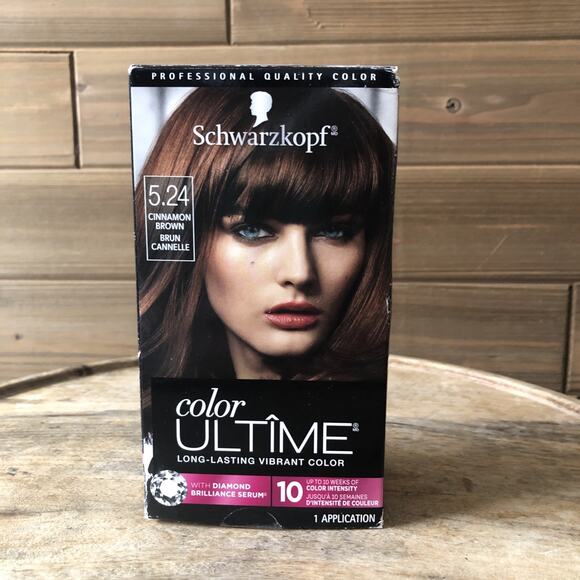 PROFESSIONAL QUALITY COLOR
Schwarzkopf®
5.24
CINNAMON
BROWN
BRUN
CANNELLE
color
ULTÎME®
LONG-LASTING VIBRANT COLOR
WITH DIAMOND
BRILLIANCE SERUM®
10
UP TO 10 WEEKS OF
COLOR INTENSITY
JUSQU'À 10 SEMAINES
D'INTENSITÉ DE COULEUR
1 APPLICATION